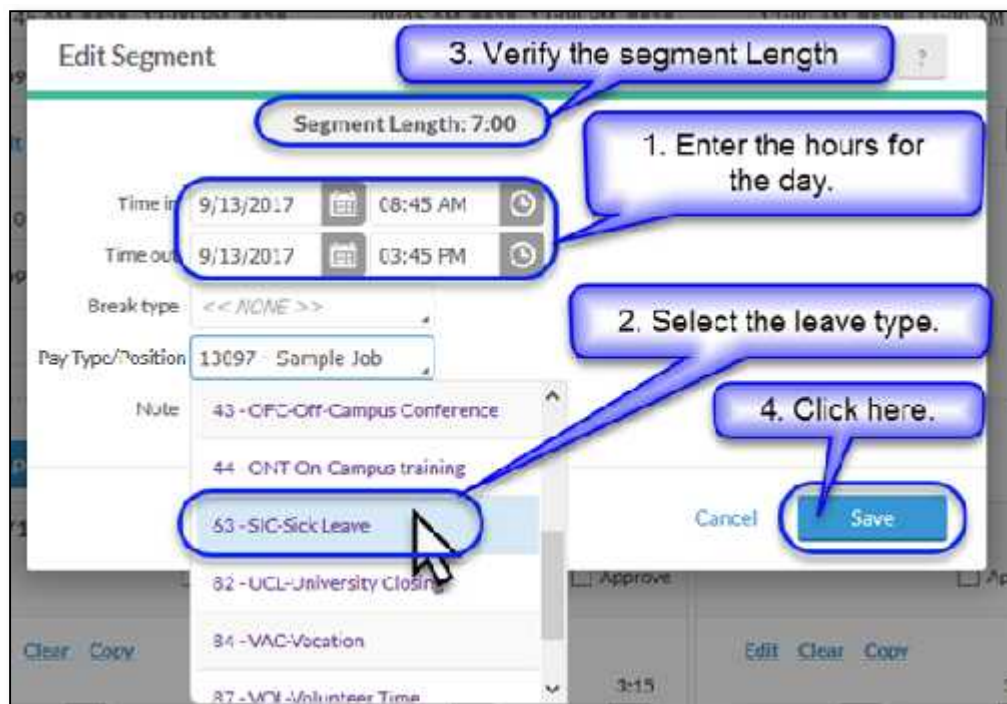 Edit Segment
3. Verify the segment Length
?
Segment Length: 7:00
1. Enter the hours for
the day.
Time in 9/13/2017 08:45 AM
Time out 9/13/2017 03:45 PM
Break type << NONE >>
2. Select the leave type.
Pay Type/Position 13097 - Sample Job
Note
43 - OFC-Off-Campus Conference
4. Click here.
44 - ONT On-Campus training
63 - SIC-Sick Leave
Cancel
Save
82 - UCL-University Closing
Approve
84 - VAC-Vacation
Clear Copy
Edit Clear Copy
87 - VOL-Volunteer Time
3:15